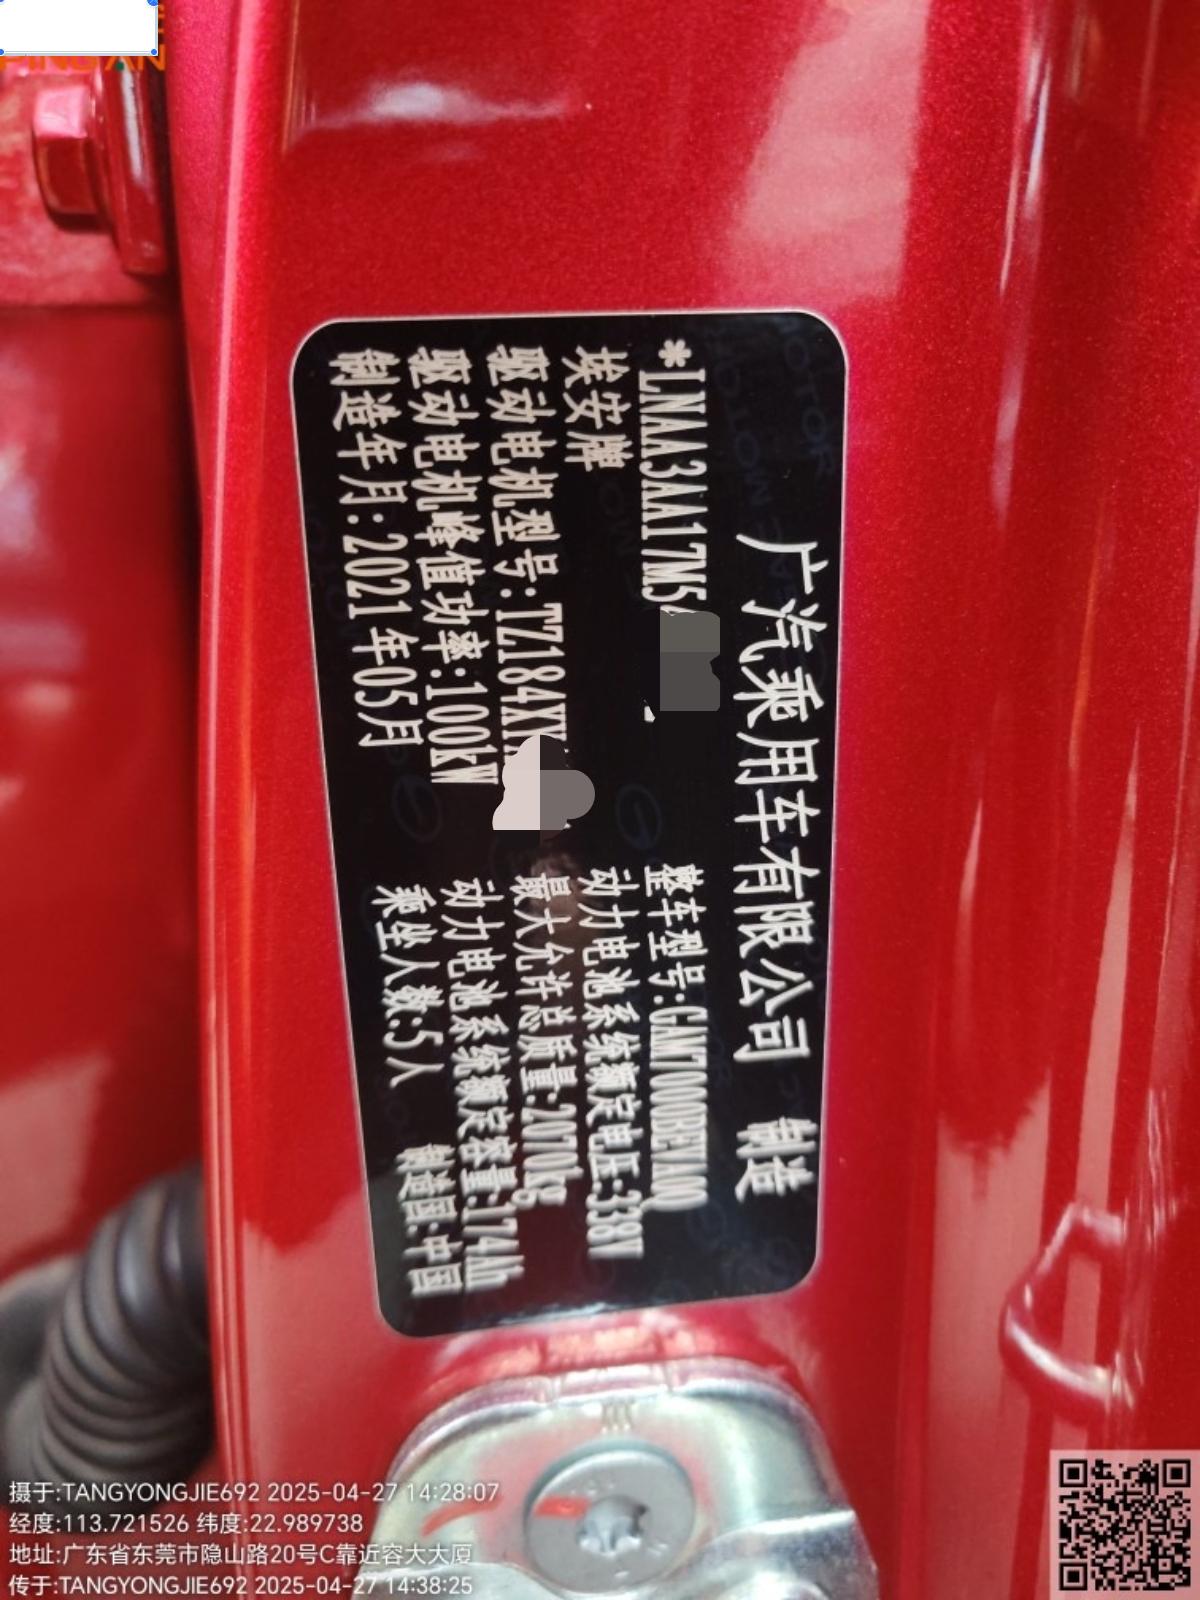 PINGAN
广汽乘用车有限公司 制造
*LNAA3AA17M5
整车型号:GAM7000BEVA0Q
埃安牌
动力电池系统额定电压:338V
驱动电机型号:TZ184XY
最大允许总质量:2070kg
驱动电机峰值功率:100kW
动力电池系统额定容量:174Ah
制造年月:2021年05月
乘坐人数:5人
制造国:中国
摄于:TANGYONGJIE692 2025-04-27 14:28:07
经度:113.721526 纬度:22.989738
地址:广东省东莞市隐山路20号C靠近容大大厦
传于:TANGYONGJIE692 2025-04-27 14:38:25